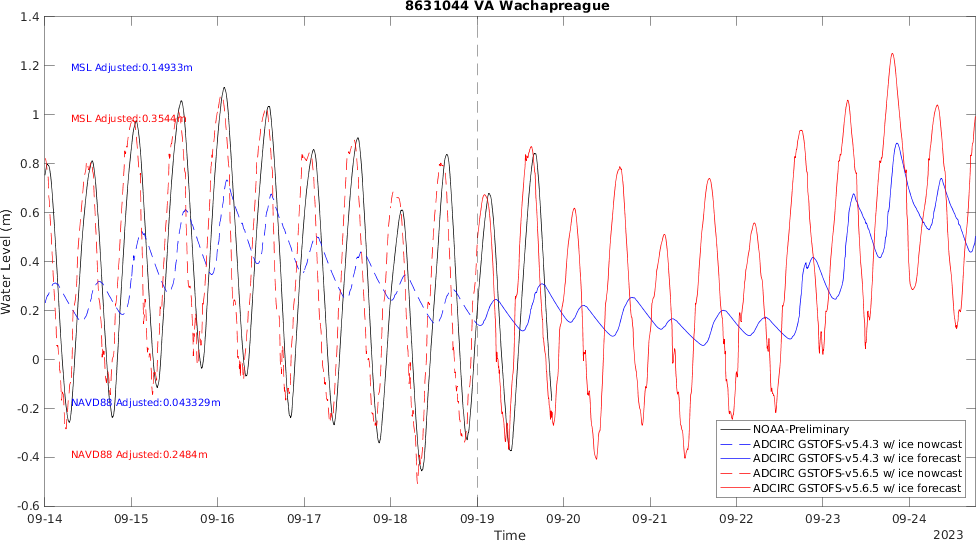 8631044 VA Wachapreague
1.4
1.2
1
0.8
0.6
0.4
0.2
0
-0.2
-0.4
-0.6
Water Level (m)
MSL Adjusted:0.14933m
MSL Adjusted:0.3544m
NAVD88 Adjusted:0.043329m
NAVD88 Adjusted:0.2484m
NOAA-Preliminary
ADCIRC GSTOFS-v5.4.3 w/ ice nowcast
ADCIRC GSTOFS-v5.4.3 w/ ice forecast
ADCIRC GSTOFS-v5.6.5 w/ ice nowcast
ADCIRC GSTOFS-v5.6.5 w/ ice forecast
09-14 09-15 09-16 09-17 09-18 09-19 09-20 09-21 09-22 09-23 09-24
Time
2023